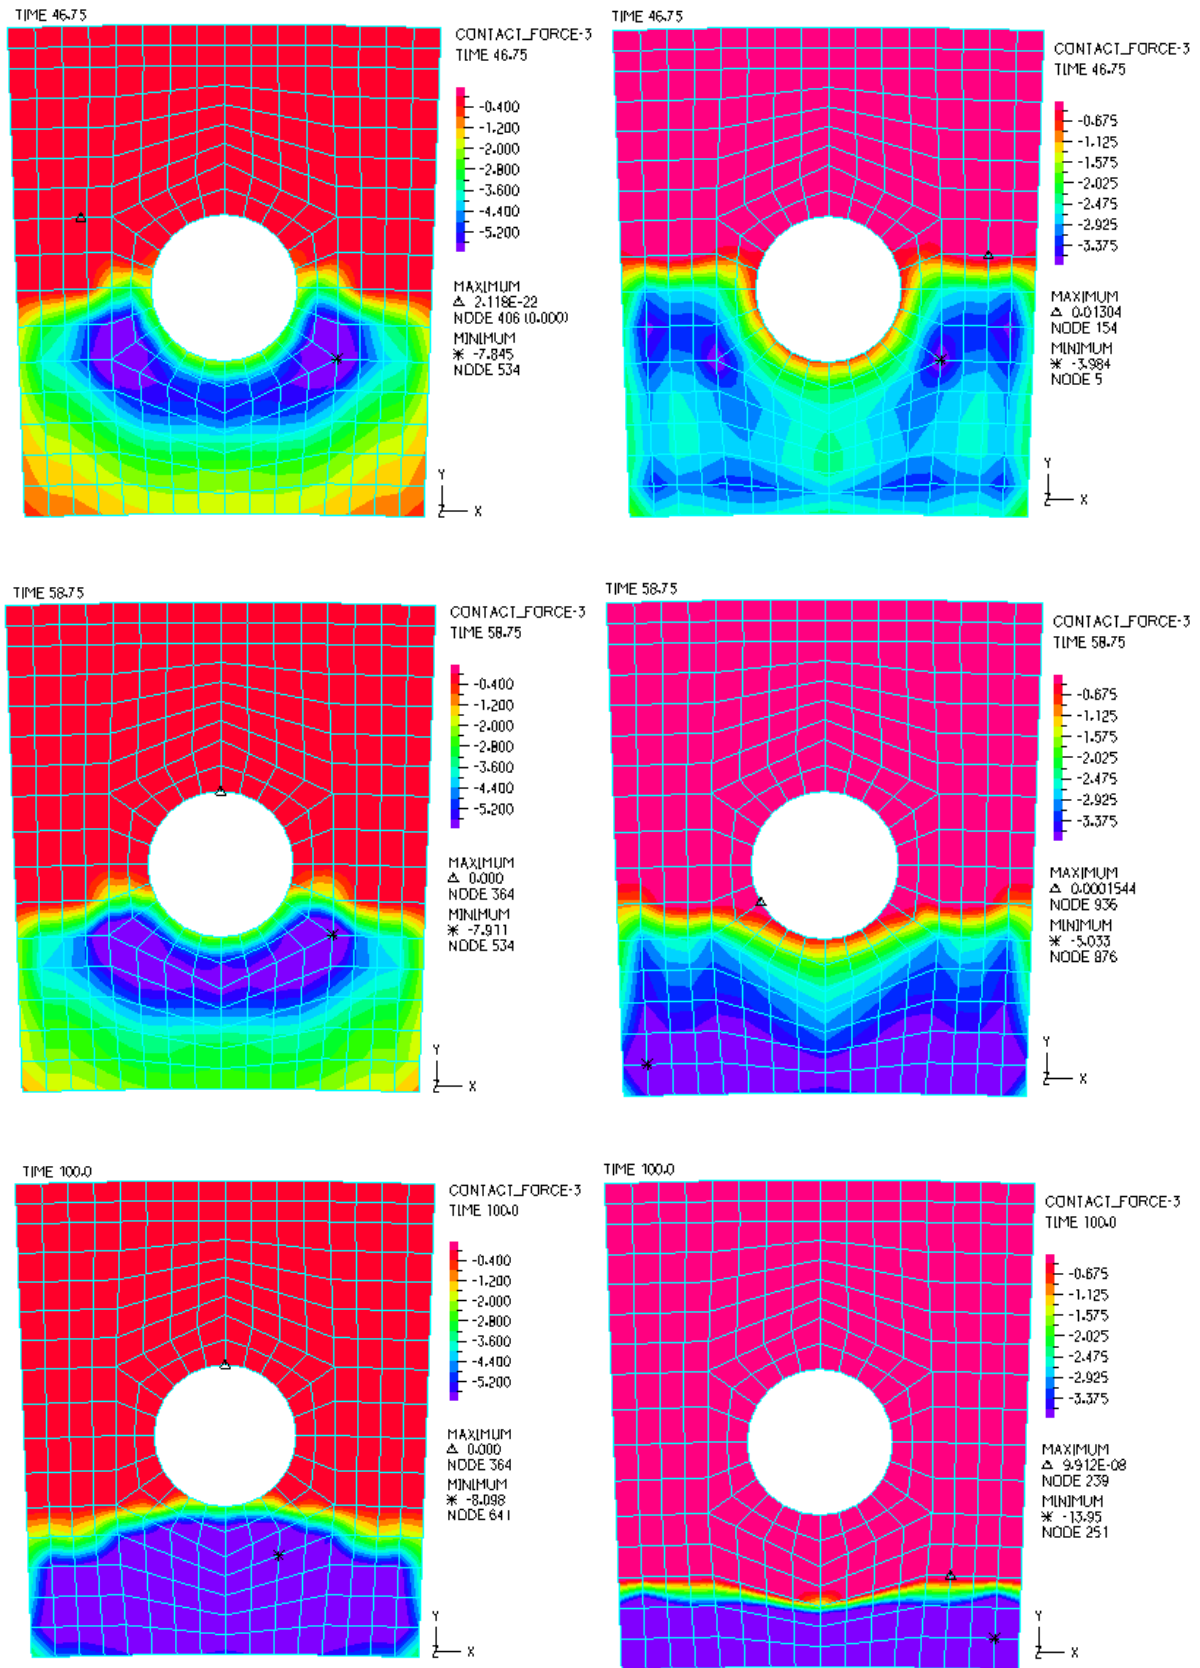 TIME 46.75
CONTACT_FORCE-3
TIME 46.75
-0.400
-1.200
-2.000
-2.800
-3.600
-4.400
-5.200
MAXIMUM
△ 2.118E-22
NODE 406 (0.000)
MINIMUM
* -7.845
NODE 534
Y
X
Z
TIME 46.75
CONTACT_FORCE-3
TIME 46.75
-0.675
-1.125
-1.575
-2.025
-2.475
-2.925
-3.375
MAXIMUM
△ 0.01304
NODE 154
MINIMUM
* -3.984
NODE 5
Y
X
Z
TIME 58.75
CONTACT_FORCE-3
TIME 58.75
-0.400
-1.200
-2.000
-2.800
-3.600
-4.400
-5.200
MAXIMUM
△ 0.000
NODE 364
MINIMUM
* -7.911
NODE 534
Y
X
Z
TIME 58.75
CONTACT_FORCE-3
TIME 58.75
-0.675
-1.125
-1.575
-2.025
-2.475
-2.925
-3.375
MAXIMUM
△ 0.0001544
NODE 936
MINIMUM
* -5.033
NODE 876
Y
X
Z
TIME 100.0
CONTACT_FORCE-3
TIME 100.0
-0.400
-1.200
-2.000
-2.800
-3.600
-4.400
-5.200
MAXIMUM
△ 0.000
NODE 364
MINIMUM
* -8.098
NODE 641
Y
X
Z
TIME 100.0
CONTACT_FORCE-3
TIME 100.0
-0.675
-1.125
-1.575
-2.025
-2.475
-2.925
-3.375
MAXIMUM
△ 9.912E-08
NODE 239
MINIMUM
* -13.95
NODE 251
Y
X
Z